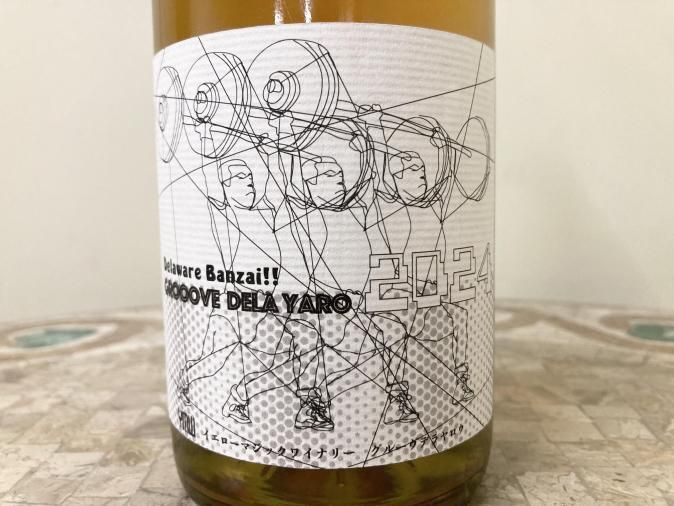 Delaware Banzai!!
GROOOVE DELA YARO
2024
イエローマジックワイナリー グルーヴデラヤロウ